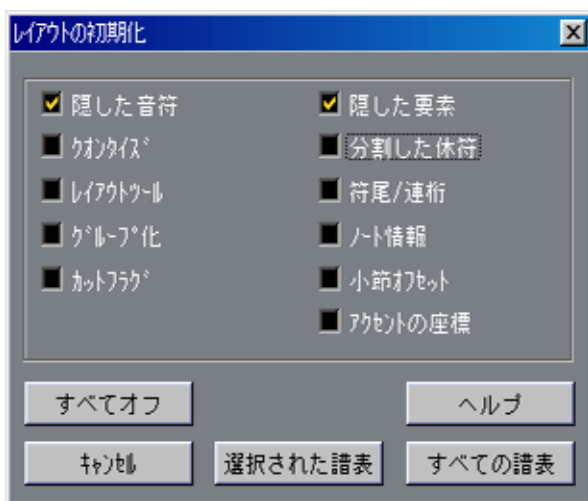 レイアウトの初期化
隠した音符
隠した要素
クオンタイズ
分割した休符
レイアウトツール
符尾/連桁
グループ化
ノート情報
カットフラグ
小節オフセット
アクセントの座標
すべてオフ
ヘルプ
キャンセル
選択された譜表
すべての譜表